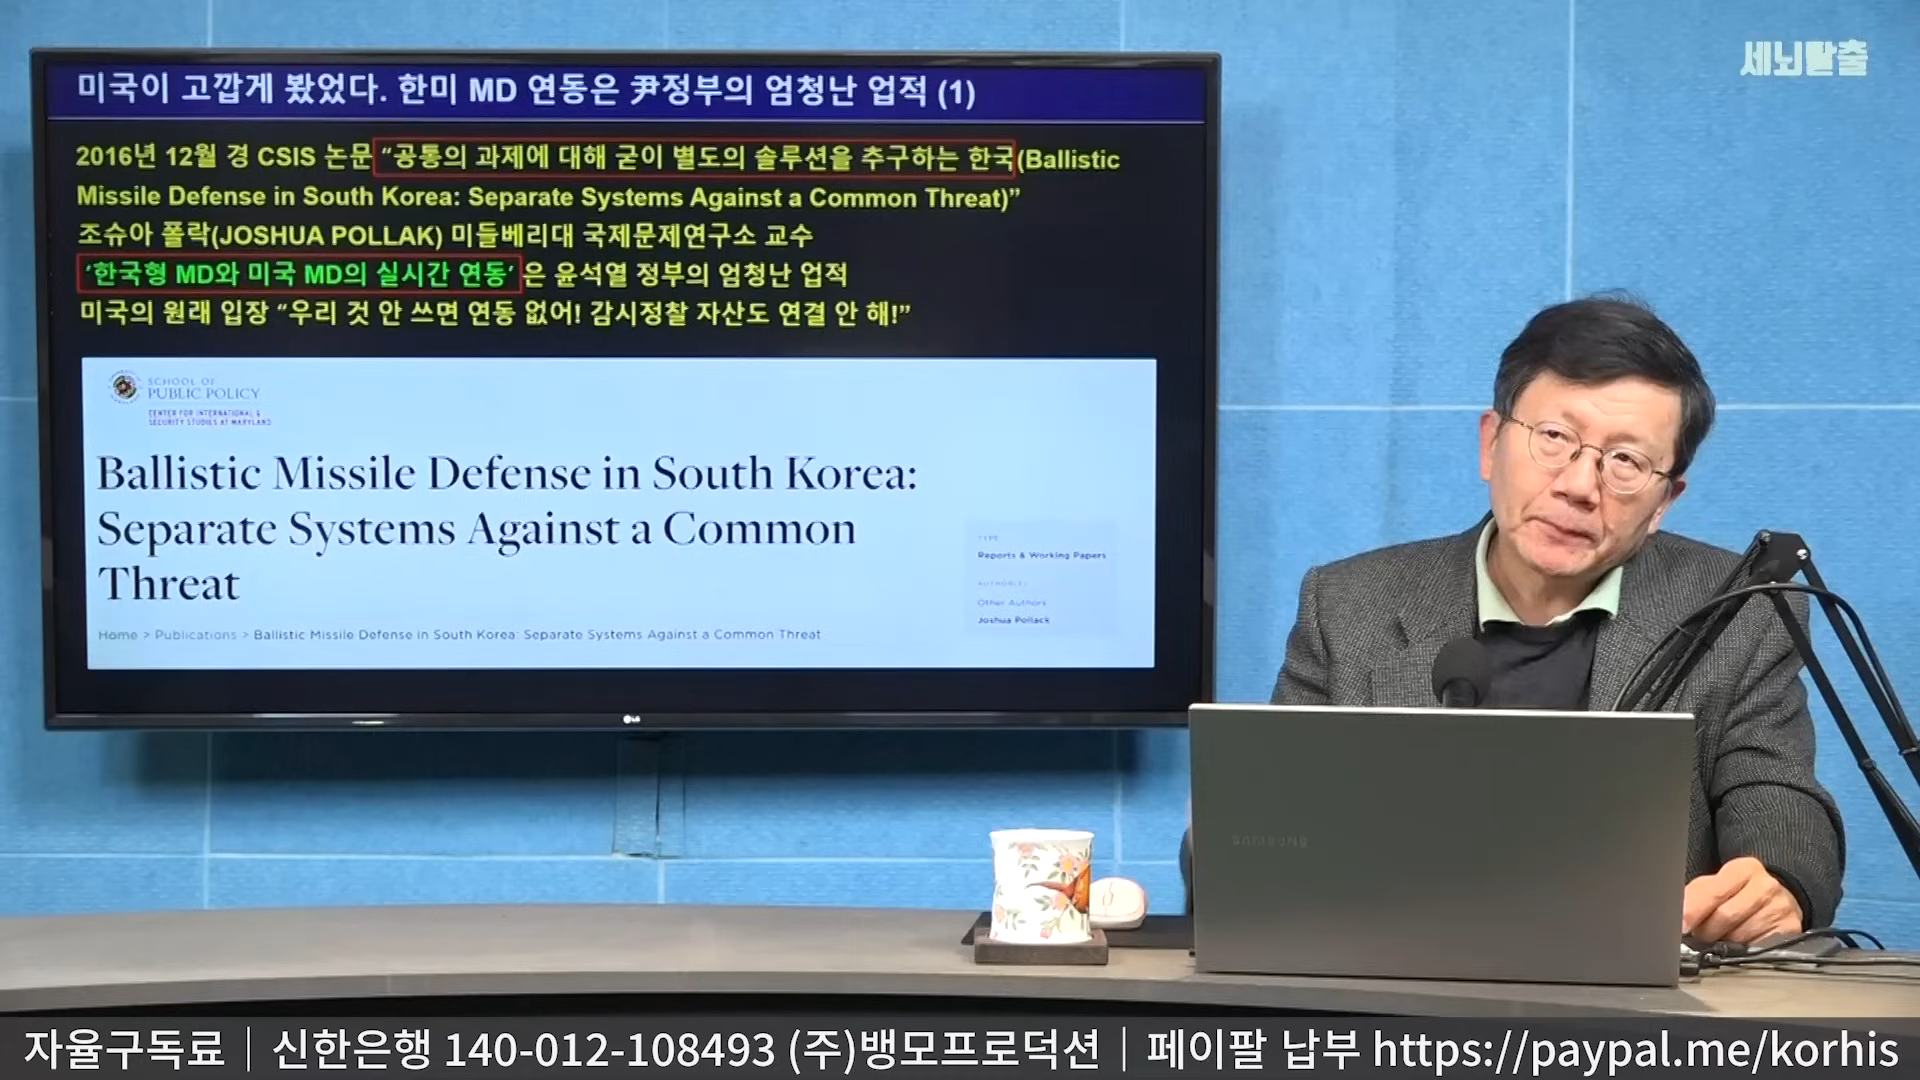 세뇌탈출
미국이 고깝게 봤었다. 한미 MD 연동은 尹정부의 엄청난 업적 (1)
2016년 12월 경 CSIS 논문 “공통의 과제에 대해 굳이 별도의 솔루션을 추구하는 한국(Ballistic
Missile Defense in South Korea: Separate Systems Against a Common Threat)”
조슈아 폴락(JOSHUA POLLAK) 미들베리대 국제문제연구소 교수
‘한국형 MD와 미국 MD의 실시간 연동’ 은 윤석열 정부의 엄청난 업적
미국의 원래 입장 “우리 것 안 쓰면 연동 없어! 감시정찰 자산도 연결 안 해!”
SCHOOL OF
PUBLIC POLICY
CENTER FOR INTERNATIONAL &
SECURITY STUDIES AT MARYLAND
Ballistic Missile Defense in South Korea:
Separate Systems Against a Common
Threat
TYPE
Reports & Working Papers
AUTHOR(S)
Other Authors
Joshua Pollack
Home > Publications > Ballistic Missile Defense in South Korea: Separate Systems Against a Common Threat
LG
SAMSUNG
자율구독료 | 신한은행 140-012-108493 (주)뱅모프로덕션 | 페이팔 납부 https://paypal.me/korhis